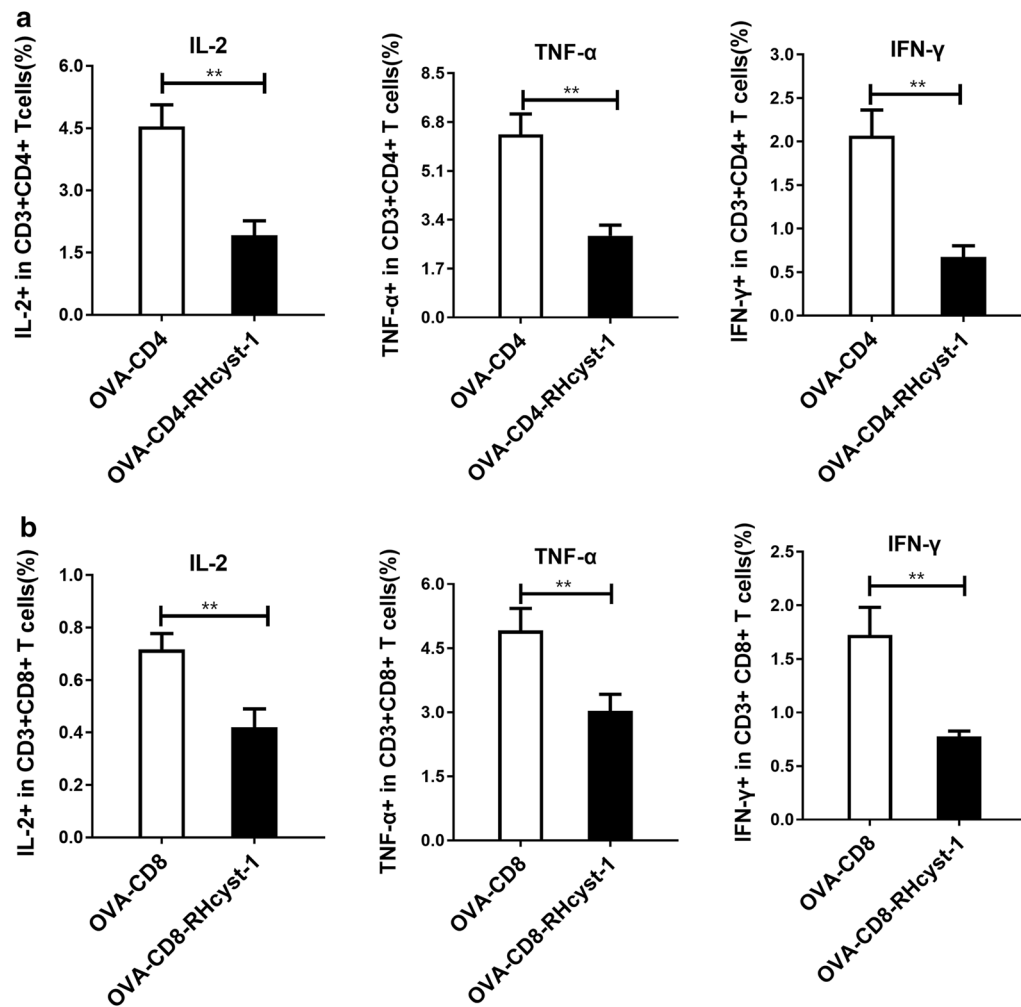 a
IL-2
IL-2+ in CD3+CD4+ Tcells(%)
6.0
4.5
3.0
1.5
0.0
**
OVA-CD4
OVA-CD4-RHcyst-1
TNF-α
TNF-α+ in CD3+CD4+ T cells(%)
8.5
6.8
5.1
3.4
1.7
0.0
**
OVA-CD4
OVA-CD4-RHcyst-1
IFN-γ
IFN-γ+ in CD3+CD4+ T cells(%)
3.0
2.5
2.0
1.5
1.0
0.5
0.0
**
OVA-CD4
OVA-CD4-RHcyst-1
b
IL-2
IL-2+ in CD3+CD8+ T cells(%)
1.0
0.8
0.6
0.4
0.2
0.0
**
OVA-CD8
OVA-CD8-RHcyst-1
TNF-α
TNF-α+ in CD3+CD8+ T cells(%)
6.0
4.5
3.0
1.5
0.0
**
OVA-CD8
OVA-CD8-RHcyst-1
IFN-γ
IFN-γ+ in CD3+ CD8+ T cells(%)
2.5
2.0
1.5
1.0
0.5
0.0
**
OVA-CD8
OVA-CD8-RHcyst-1